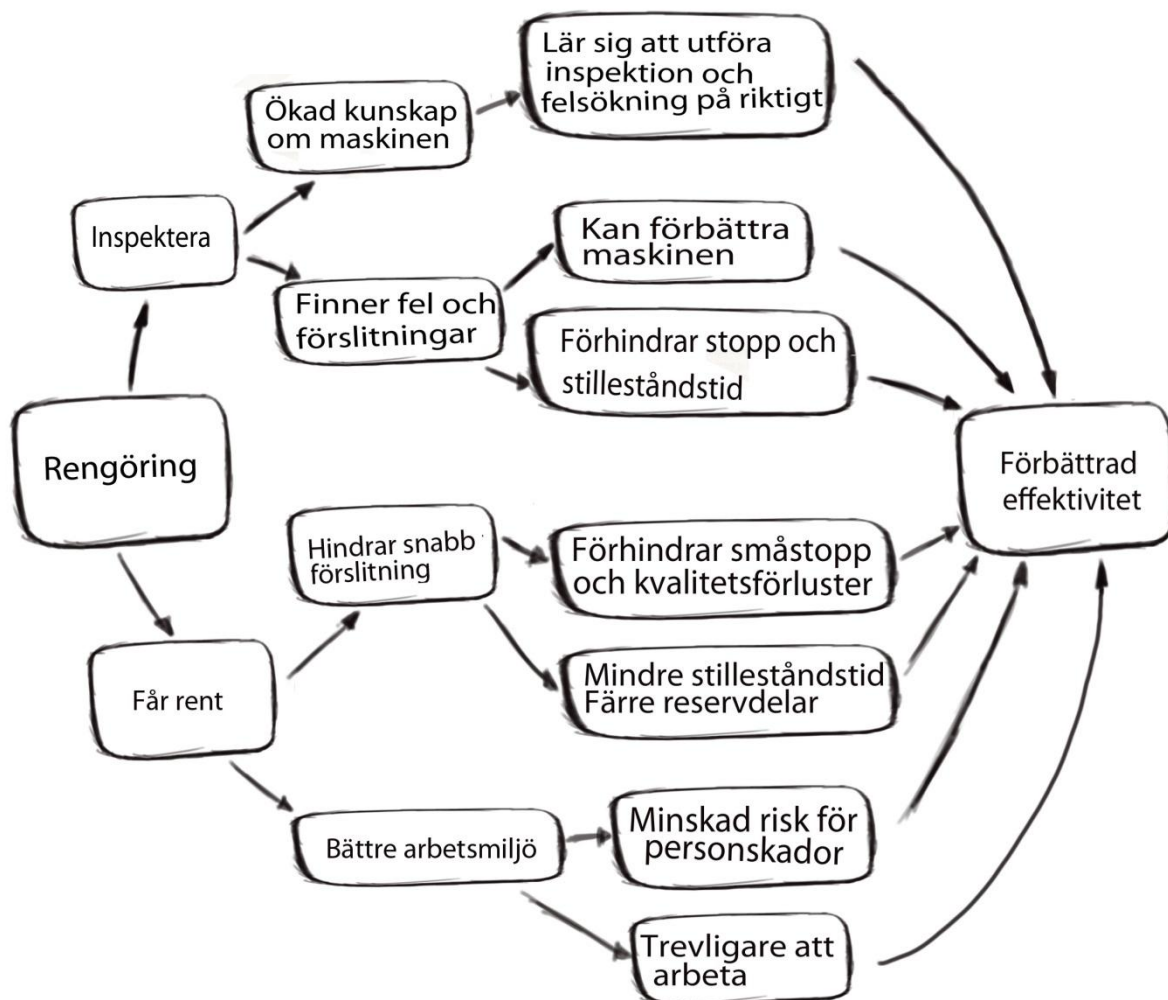 Lär sig att utföra
inspektion och
felsökning på riktigt
Ökad kunskap
om maskinen
Inspektera
Kan förbättra
maskinen
Finner fel och
förslitningar
Förhindrar stopp och
stilleståndstid
Rengöring
Förbättrad
effektivitet
Hindrar snabb
förslitning
Förhindrar småstopp
och kvalitetsförluster
Får rent
Mindre stilleståndstid
Färre reservdelar
Bättre arbetsmiljö
Minskad risk för
personskador
Trevligare att
arbeta